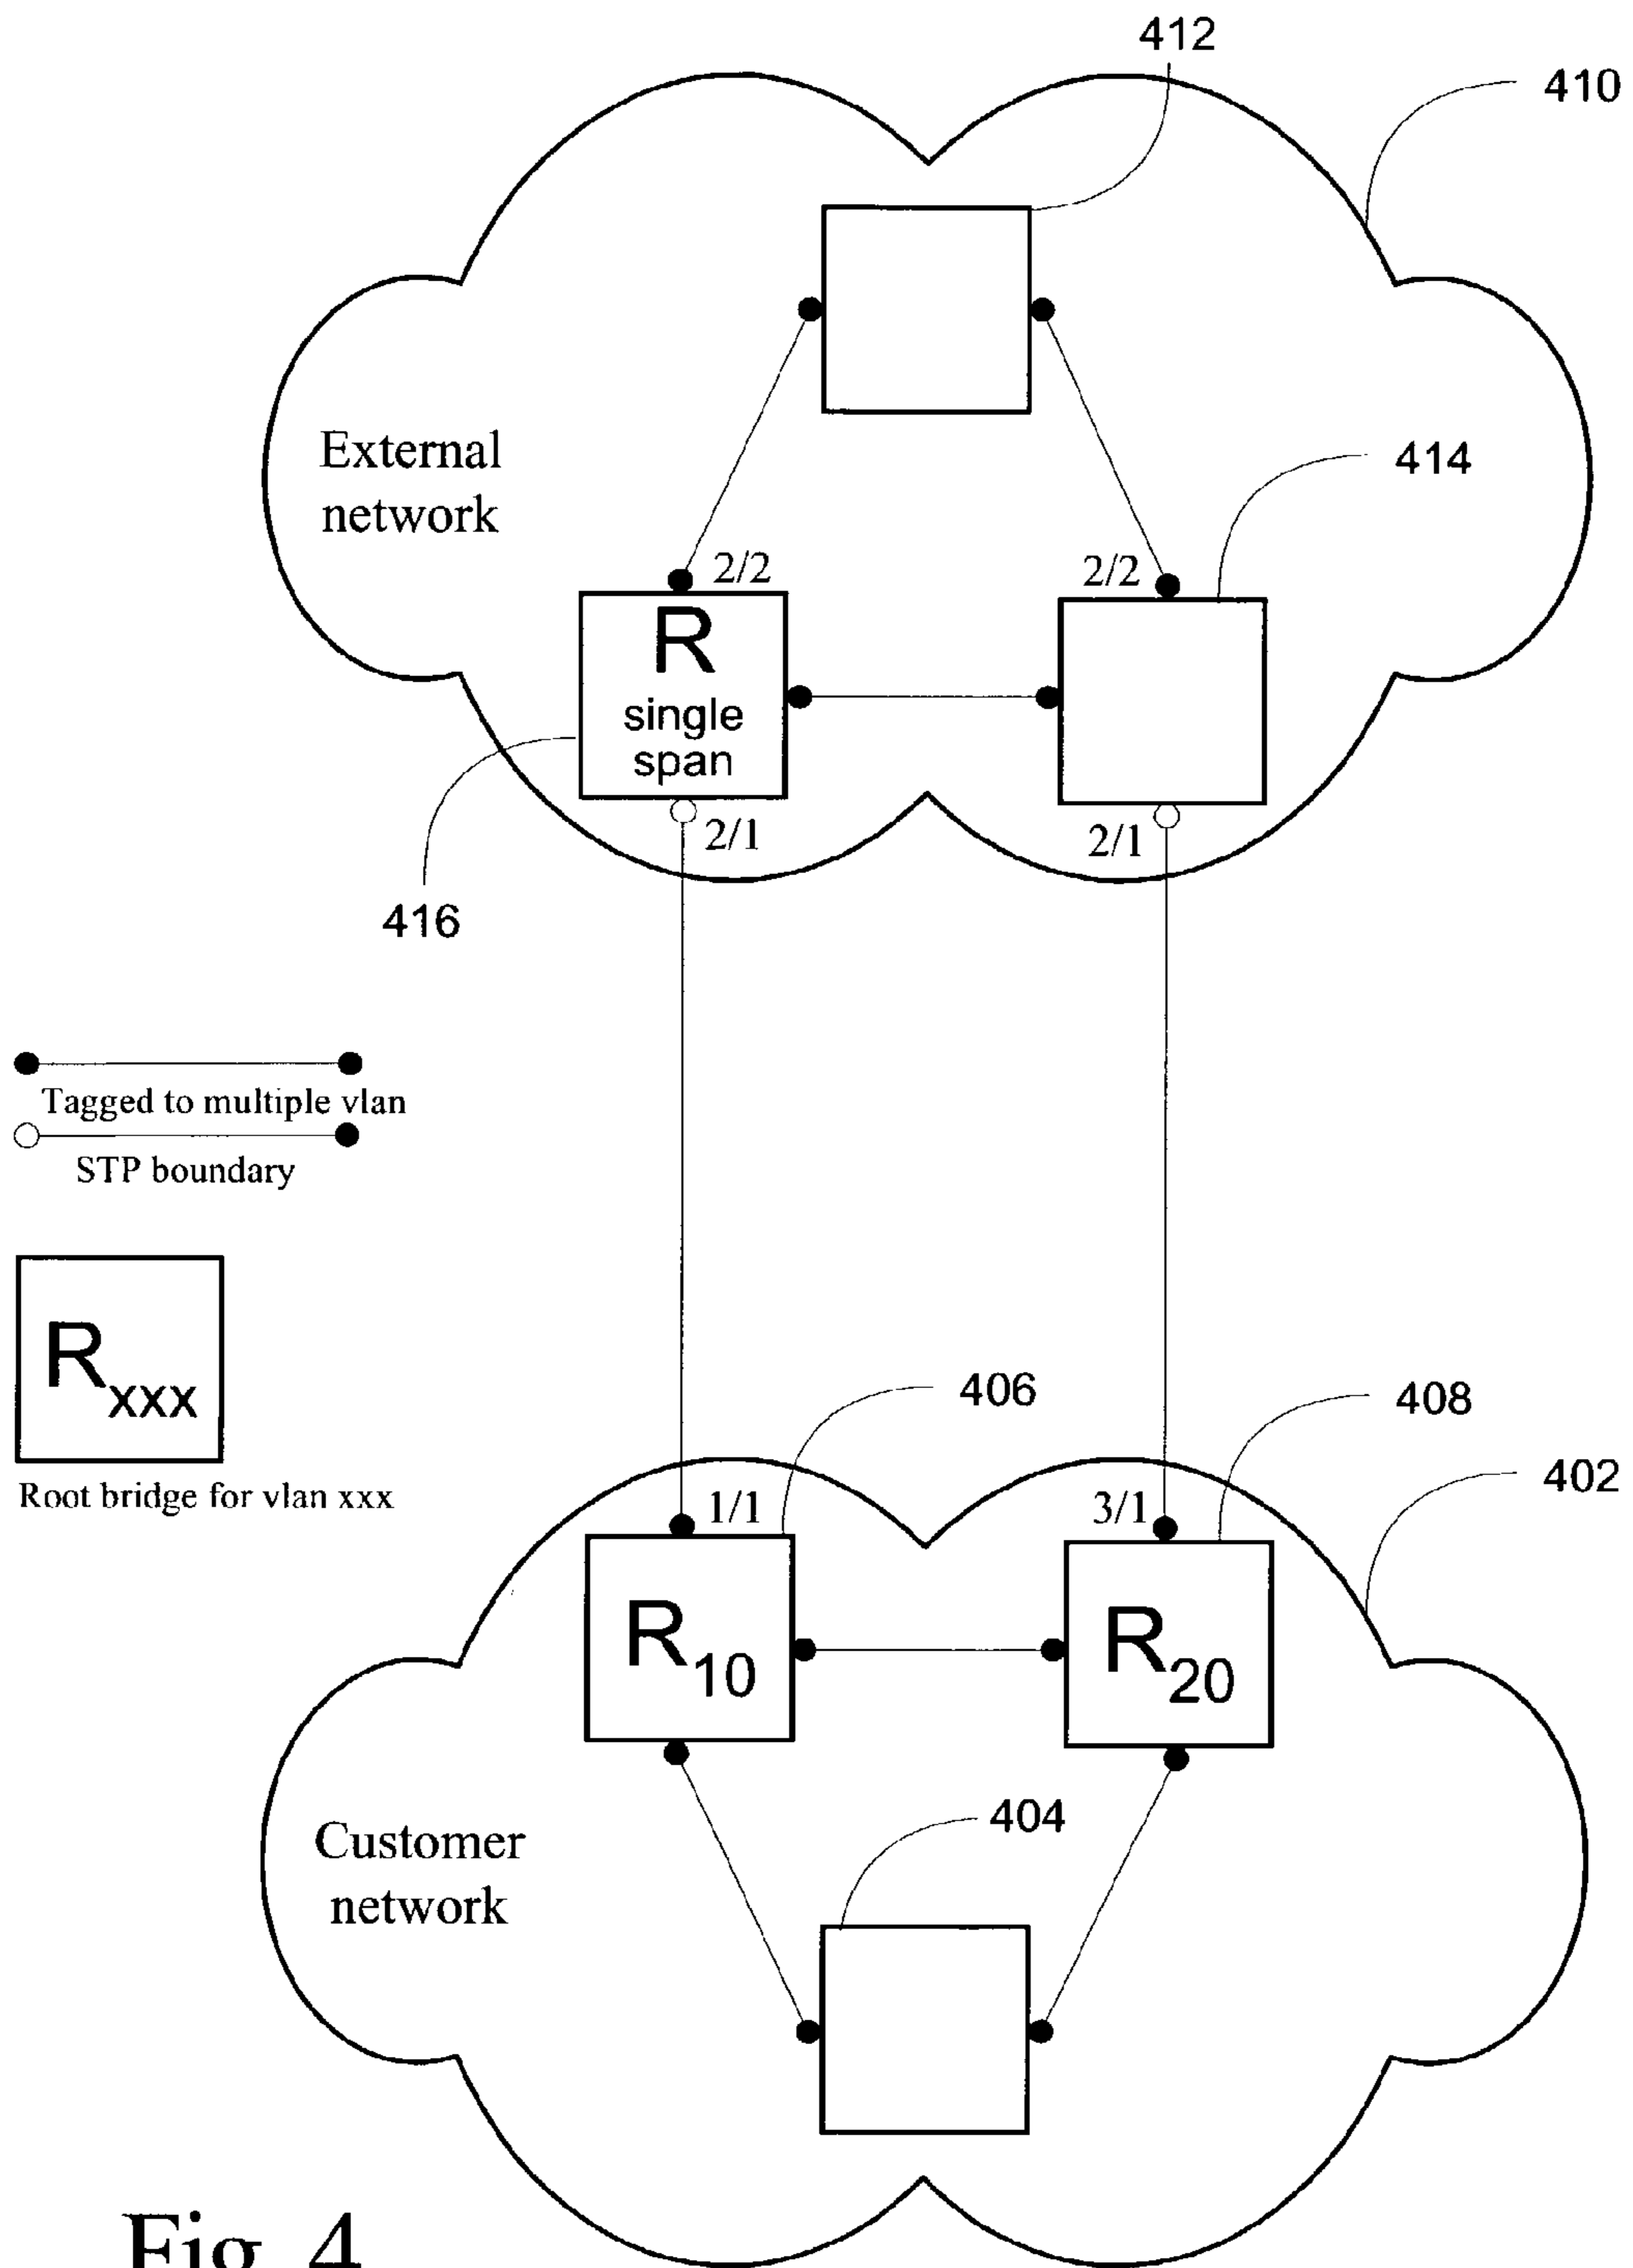 412
410
External
network
414
2/2
2/2
R
single
span
2/1
2/1
416
Tagged to multiple vlan
STP boundary
Rxxx
Root bridge for vlan xxx
406
408
402
1/1
3/1
R10
R20
404
Customer
network
Fig. 4